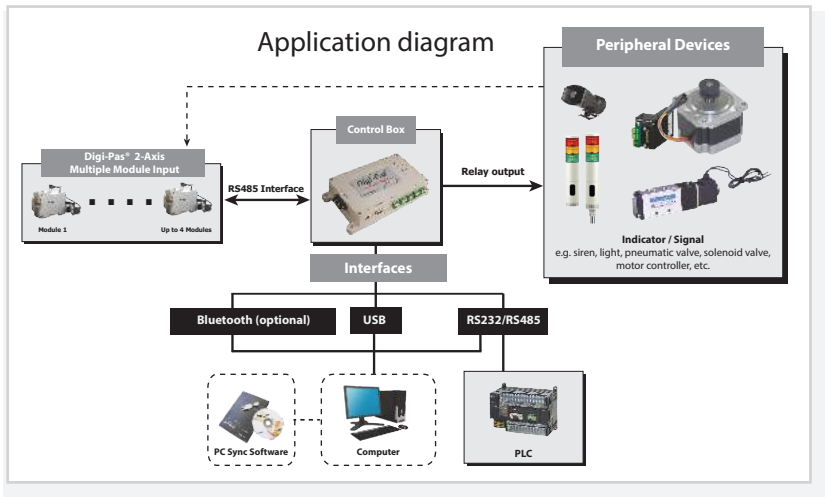 Application diagram
Peripheral Devices
Control Box
Digi-Pas® 2-Axis
Multiple Module Input
RS485 Interface
Relay output
Digi-Pas
Module 1
Up to 4 Modules
Indicator / Signal
e.g. siren, light, pneumatic valve, solenoid valve,
motor controller, etc.
Interfaces
Bluetooth (optional)
USB
RS232/RS485
PC Sync Software
Computer
PLC